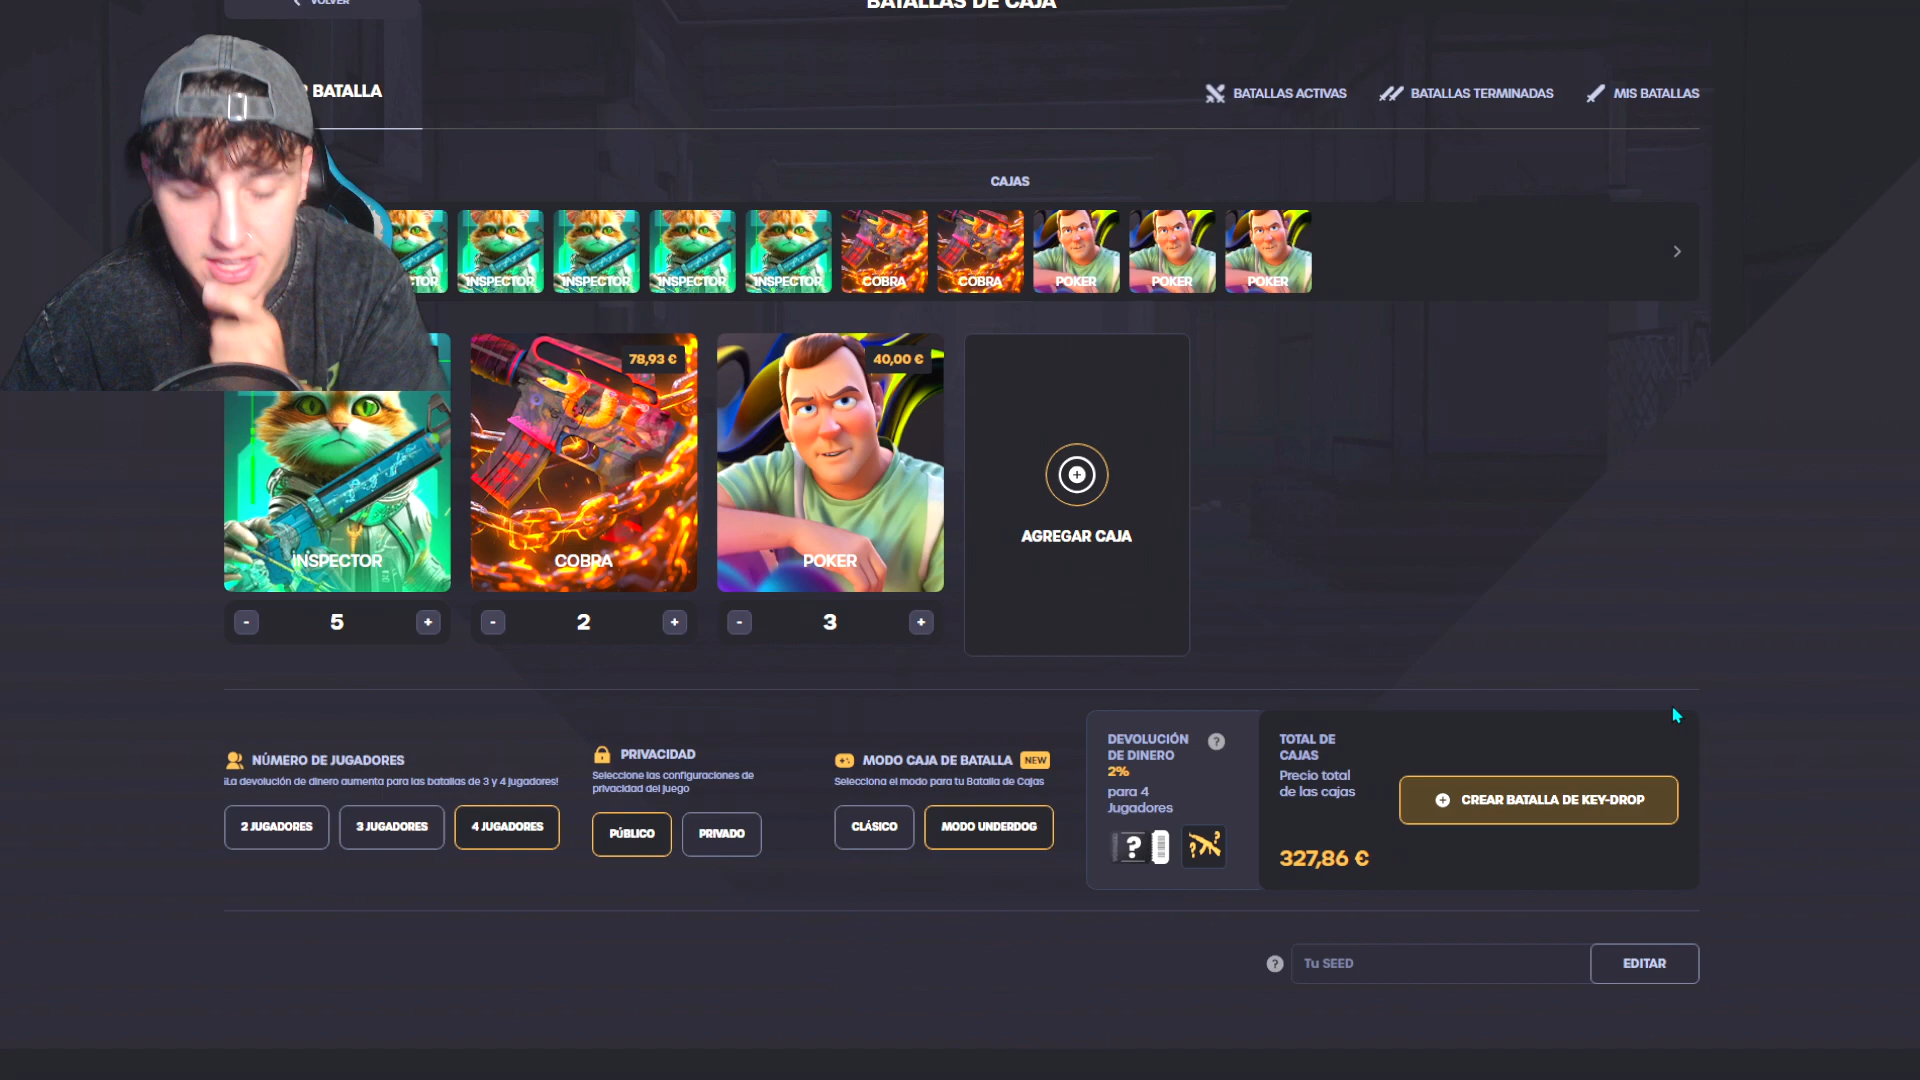 VOLVER
BATALLAS DE CAJA
BATALLA
BATALLAS ACTIVAS
BATALLAS TERMINADAS
MIS BATALLAS
CAJAS
INSPECTOR
INSPECTOR
INSPECTOR
INSPECTOR
COBRA
COBRA
POKER
POKER
POKER
78,93 €
40,00 €
INSPECTOR
COBRA
POKER
AGREGAR CAJA
- 5 +
- 2 +
- 3 +
NÚMERO DE JUGADORES
¡La devolución de dinero aumenta para las batallas de 3 y 4 jugadores!
2 JUGADORES
3 JUGADORES
4 JUGADORES
PRIVACIDAD
Seleccione las configuraciones de
privacidad del juego
PÚBLICO
PRIVADO
MODO CAJA DE BATALLA NEW
Selecciona el modo para tu Batalla de Cajas
CLÁSICO
MODO UNDERDOG
DEVOLUCIÓN
DE DINERO
2%
para 4
Jugadores
TOTAL DE
CAJAS
Precio total
de las cajas
327,86 €
CREAR BATALLA DE KEY-DROP
Tu SEED
EDITAR